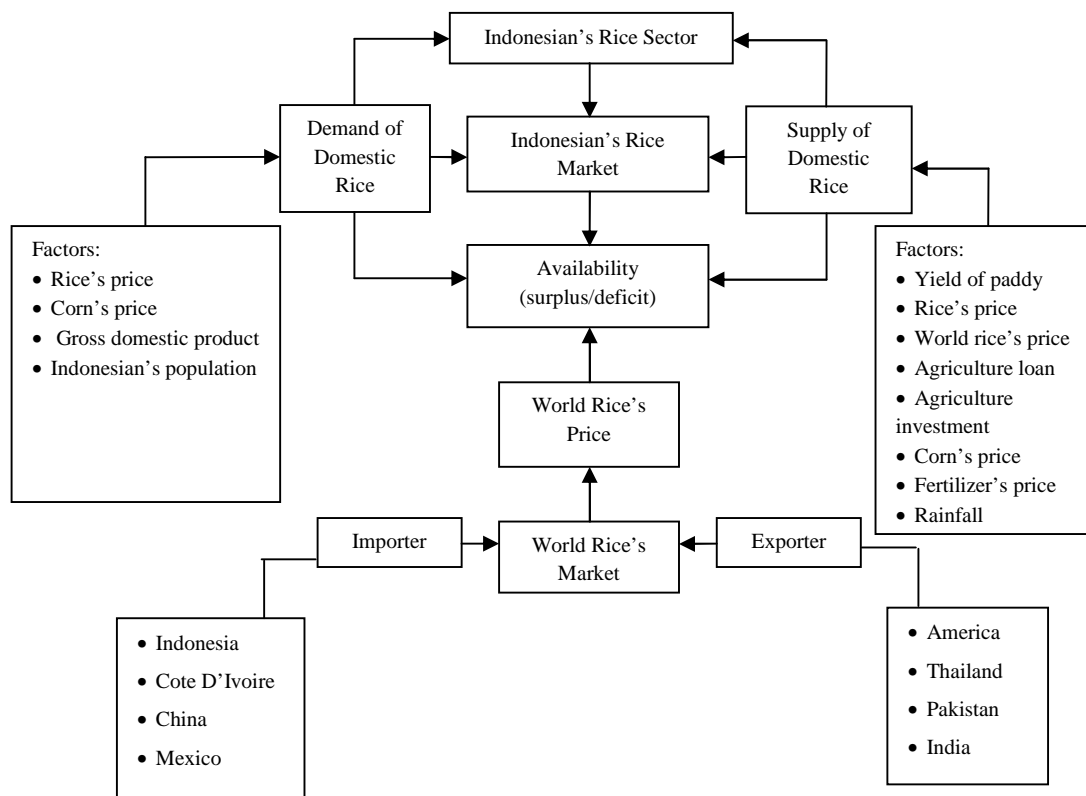 Indonesian's Rice Sector
Demand of
Domestic
Rice
Indonesian's Rice
Market
Supply of
Domestic
Rice
Factors:
• Rice's price
• Corn's price
• Gross domestic product
• Indonesian's population
Availability
(surplus/deficit)
Factors:
• Yield of paddy
• Rice's price
• World rice's price
• Agriculture loan
• Agriculture
investment
• Corn's price
• Fertilizer's price
• Rainfall
World Rice's
Price
Importer
World Rice's
Market
Exporter
• Indonesia
• Cote D'Ivoire
• China
• Mexico
• America
• Thailand
• Pakistan
• India